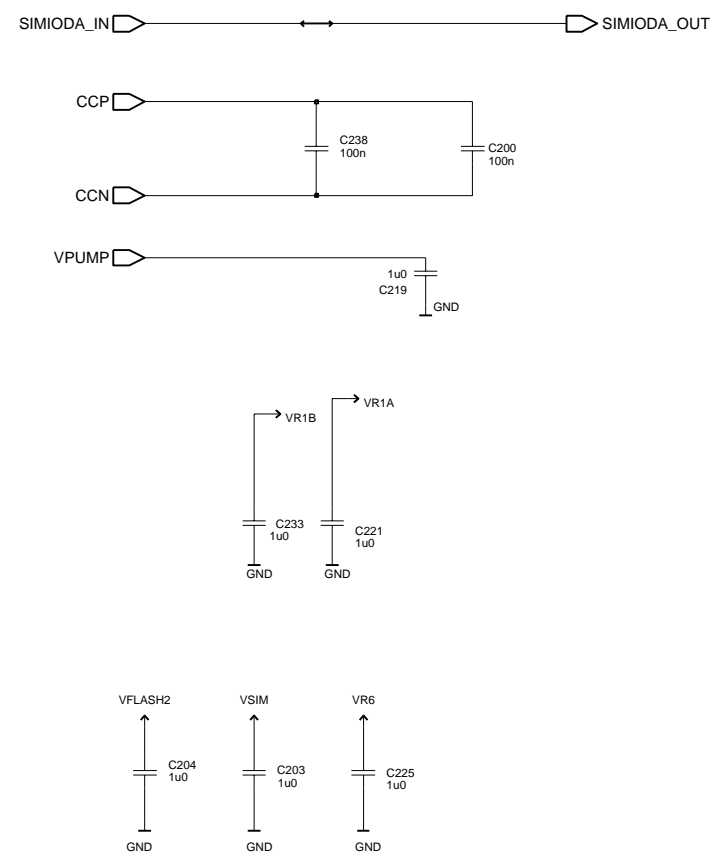 SIMIODA_IN
SIMIODA_OUT
CCP
C238
100n
C200
100n
CCN
VPUMP
1u0
C219
GND
VR1B
VR1A
C233
1u0
C221
1u0
GND
GND
VFLASH2
VSIM
VR6
C204
1u0
C203
1u0
C225
1u0
GND
GND
GND